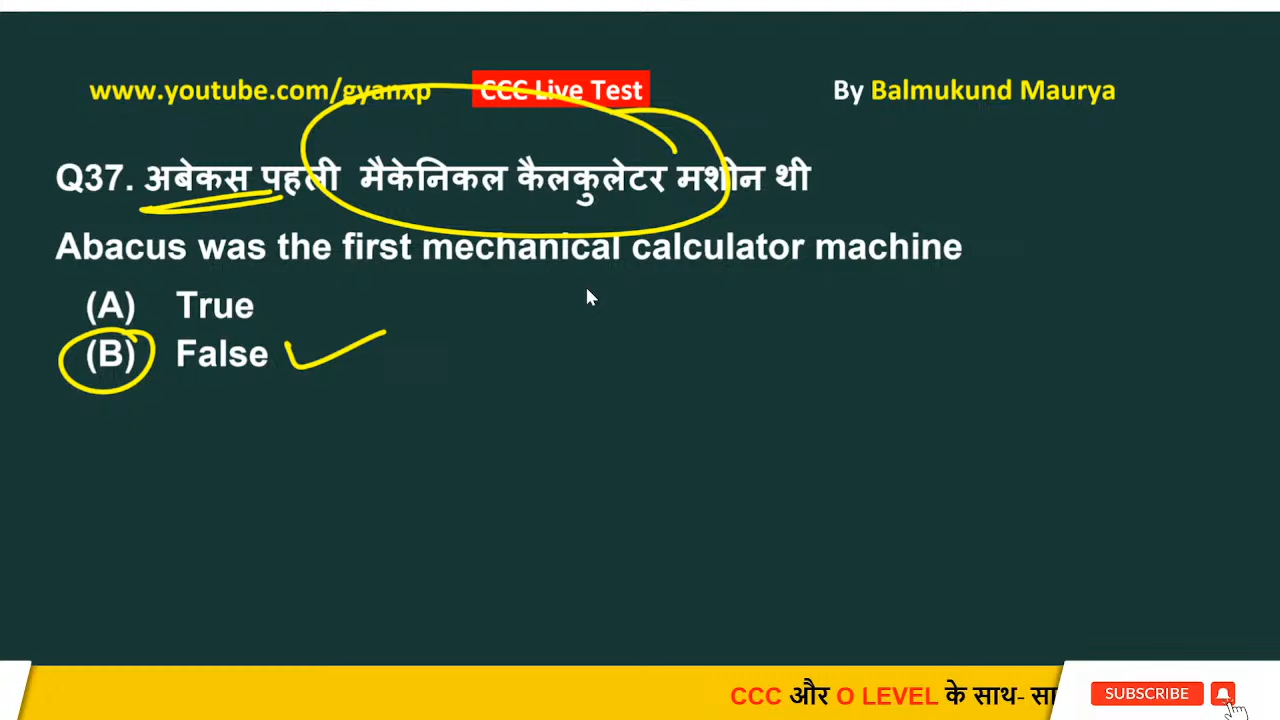 www.youtube.com/gyanxp CCC Live Test By Balmukund Maurya
Q37. अबेकस पहली मैकेनिकल कैलकुलेटर मशीन थी
Abacus was the first mechanical calculator machine
(A) True
(B) False
CCC और O LEVEL के साथ- सा
SUBSCRIBE